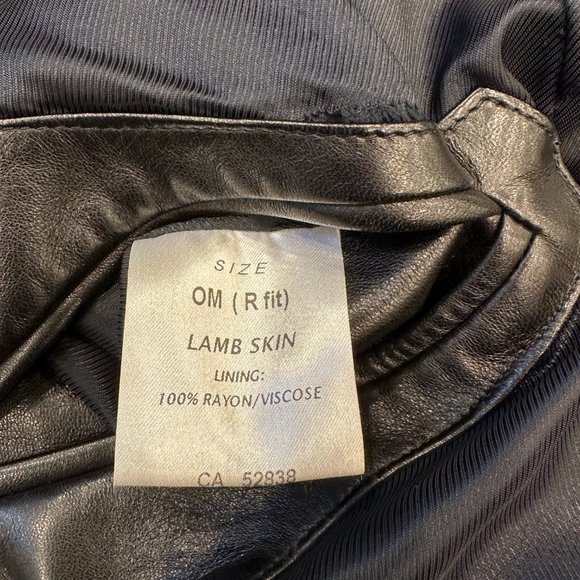 SIZE
OM (R fit)
LAMB SKIN
LINING:
100% RAYON/VISCOSE
CA 52838